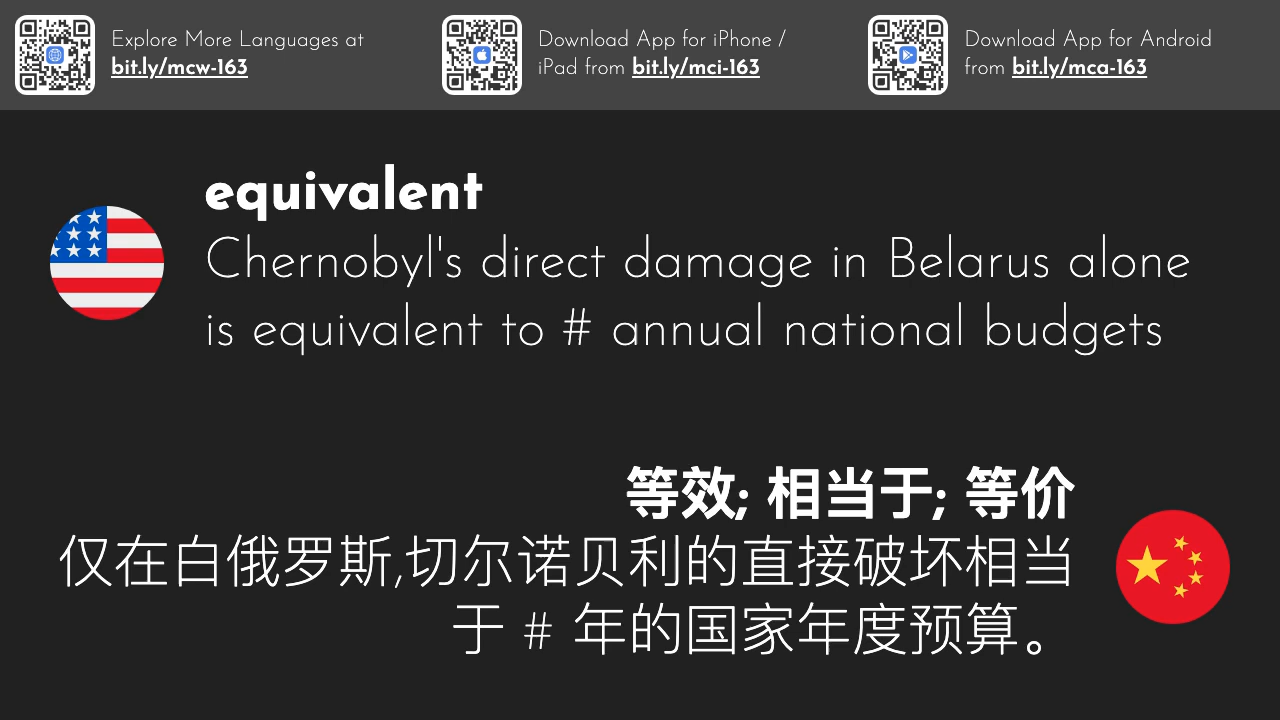 Explore More Languages at
bit.ly/mcw-163
Download App for iPhone /
iPad from bit.ly/mci-163
Download App for Android
from bit.ly/mca-163
equivalent
Chernobyl's direct damage in Belarus alone
is equivalent to # annual national budgets
等效; 相当于; 等价
仅在白俄罗斯,切尔诺贝利的直接破坏相当
于 # 年的国家年度预算。